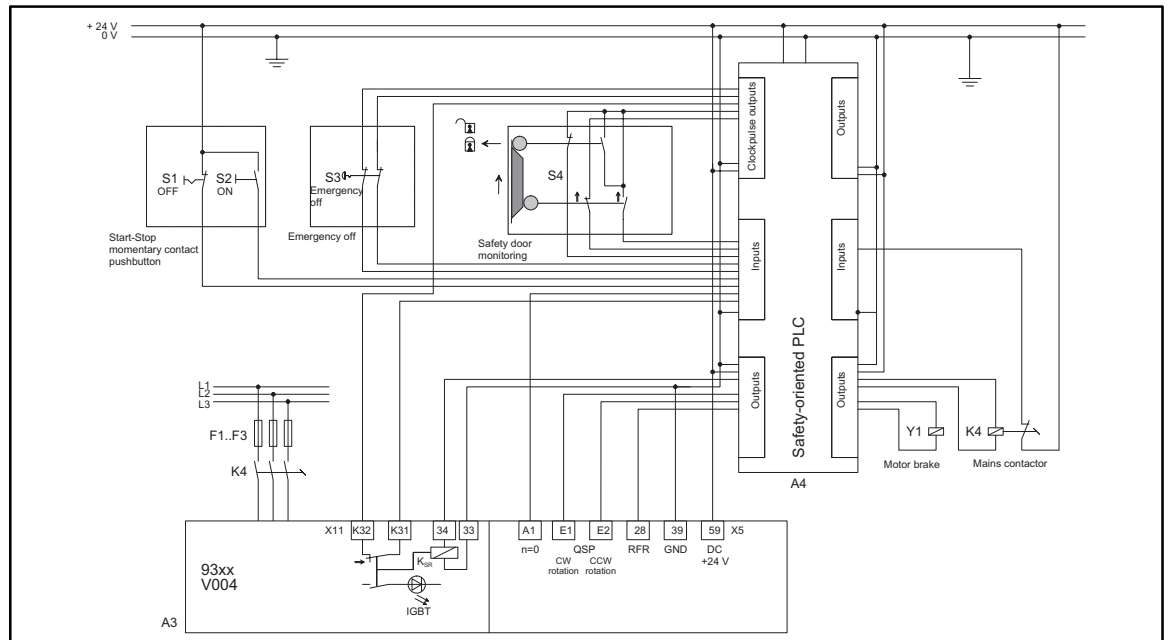 + 24 V
0 V
S1
OFF
S2
ON
Start-Stop
momentary contact
pushbutton
S3
Emergency
off
Emergency off
S4
Safety door
monitoring
Clockpulse outputs
Outputs
Inputs
Inputs
Safety-oriented PLC
Outputs
Outputs
A4
Y1
K4
Motor brake
Mains contactor
L1
L2
L3
F1..F3
K4
X11
K32
K31
34
33
A1
E1
E2
28
39
59
X5
n=0
QSP
RFR
GND
DC
+24 V
CW
rotation
CCW
rotation
93xx
V004
KSR
IGBT
A3